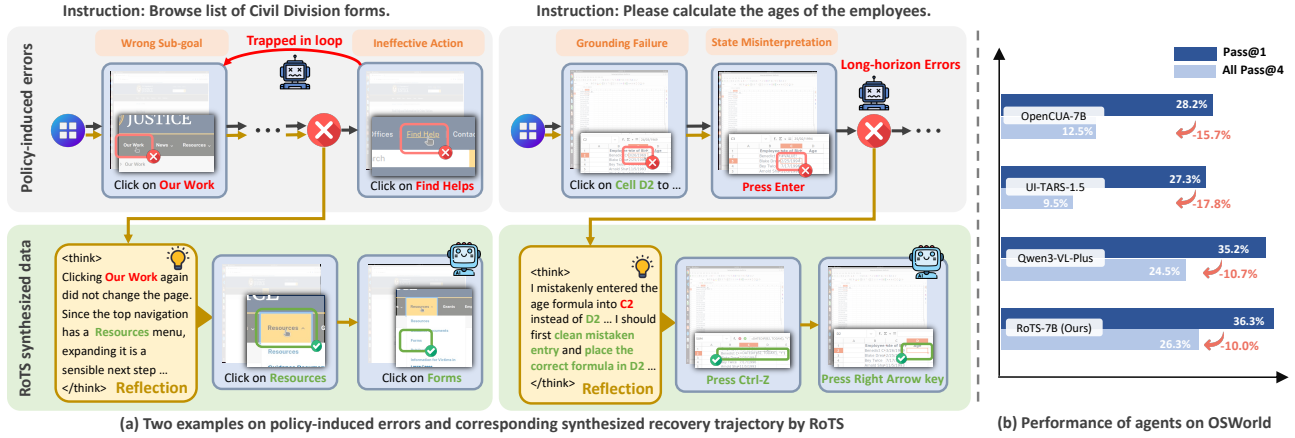 Instruction: Browse list of Civil Division forms.
Instruction: Please calculate the ages of the employees.
Policy-induced errors
Wrong Sub-goal
Trapped in loop
Ineffective Action
JUSTICE
Our Work
News
Resources
Our Work
Click on Our Work
...
Offices
Find Help
Contac
arch
Click on Find Helps
...
Grounding Failure
State Misinterpretation
Long-horizon Errors
Click on Cell D2 to ...
Press Enter
...
RoTS synthesized data
<think>
Clicking Our Work again
did not change the page.
Since the top navigation
has a Resources menu,
expanding it is a
sensible next step ...
</think>
Reflection
Resources
Resources
Click on Resources
Resources
Forms
Click on Forms
<think>
I mistakenly entered the
age formula into C2
instead of D2 ... I should
first clean mistaken
entry and place the
correct formula in D2 ...
</think>
Reflection
Press Ctrl-Z
Press Right Arrow key
(a) Two examples on policy-induced errors and corresponding synthesized recovery trajectory by RoTS
Pass@1
All Pass@4
28.2%
OpenCUA-7B
12.5%
-15.7%
27.3%
UI-TARS-1.5
9.5%
-17.8%
35.2%
Qwen3-VL-Plus
24.5%
-10.7%
36.3%
RoTS-7B (Ours)
26.3%
-10.0%
(b) Performance of agents on OSWorld